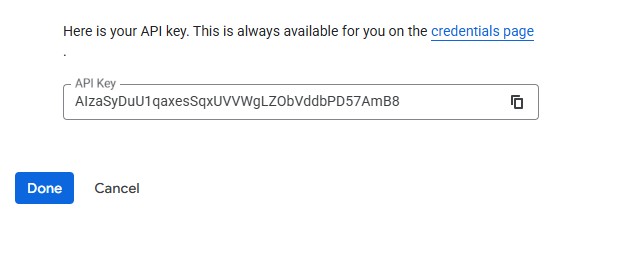 Here is your API key. This is always available for you on the credentials page
.
API Key
AIzaSyDuU1qaxesSqxUVVWgLZObVddbPD57AmB8
Done Cancel